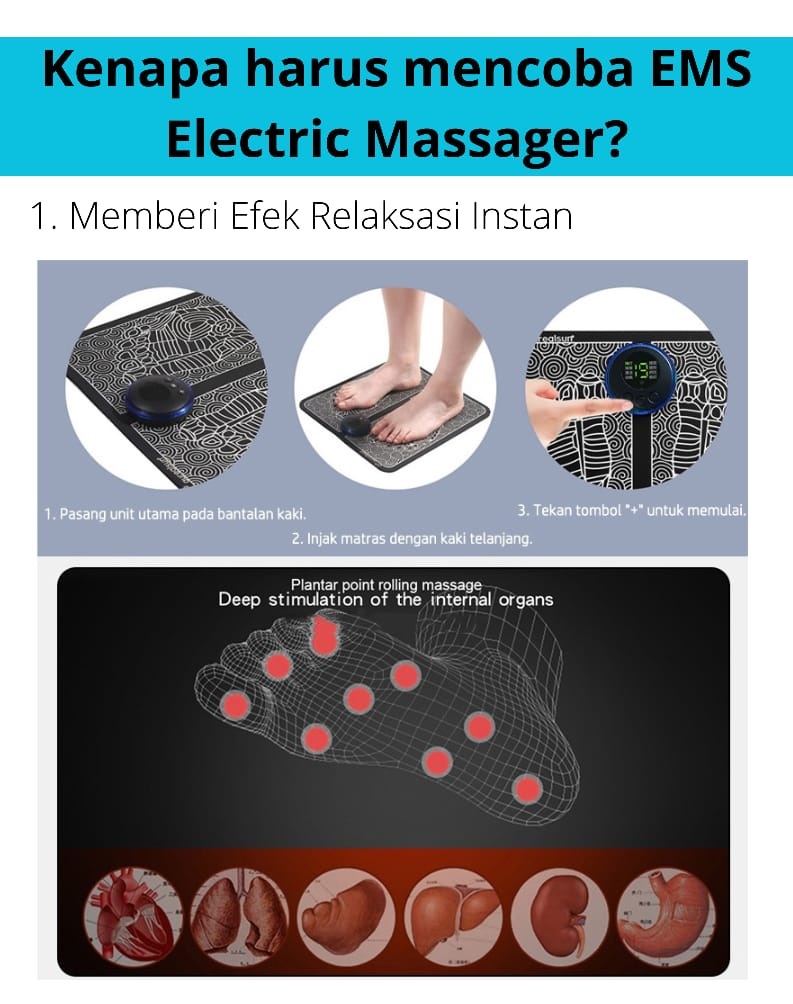 Kenapa harus mencoba EMS
Electric Massager?
1. Memberi Efek Relaksasi Instan
realsurf
19
1. Pasang unit utama pada bantalan kaki.
2. Injak matras dengan kaki telanjang.
3. Tekan tombol "+" untuk memulai.
Plantar point rolling massage
Deep stimulation of the internal organs